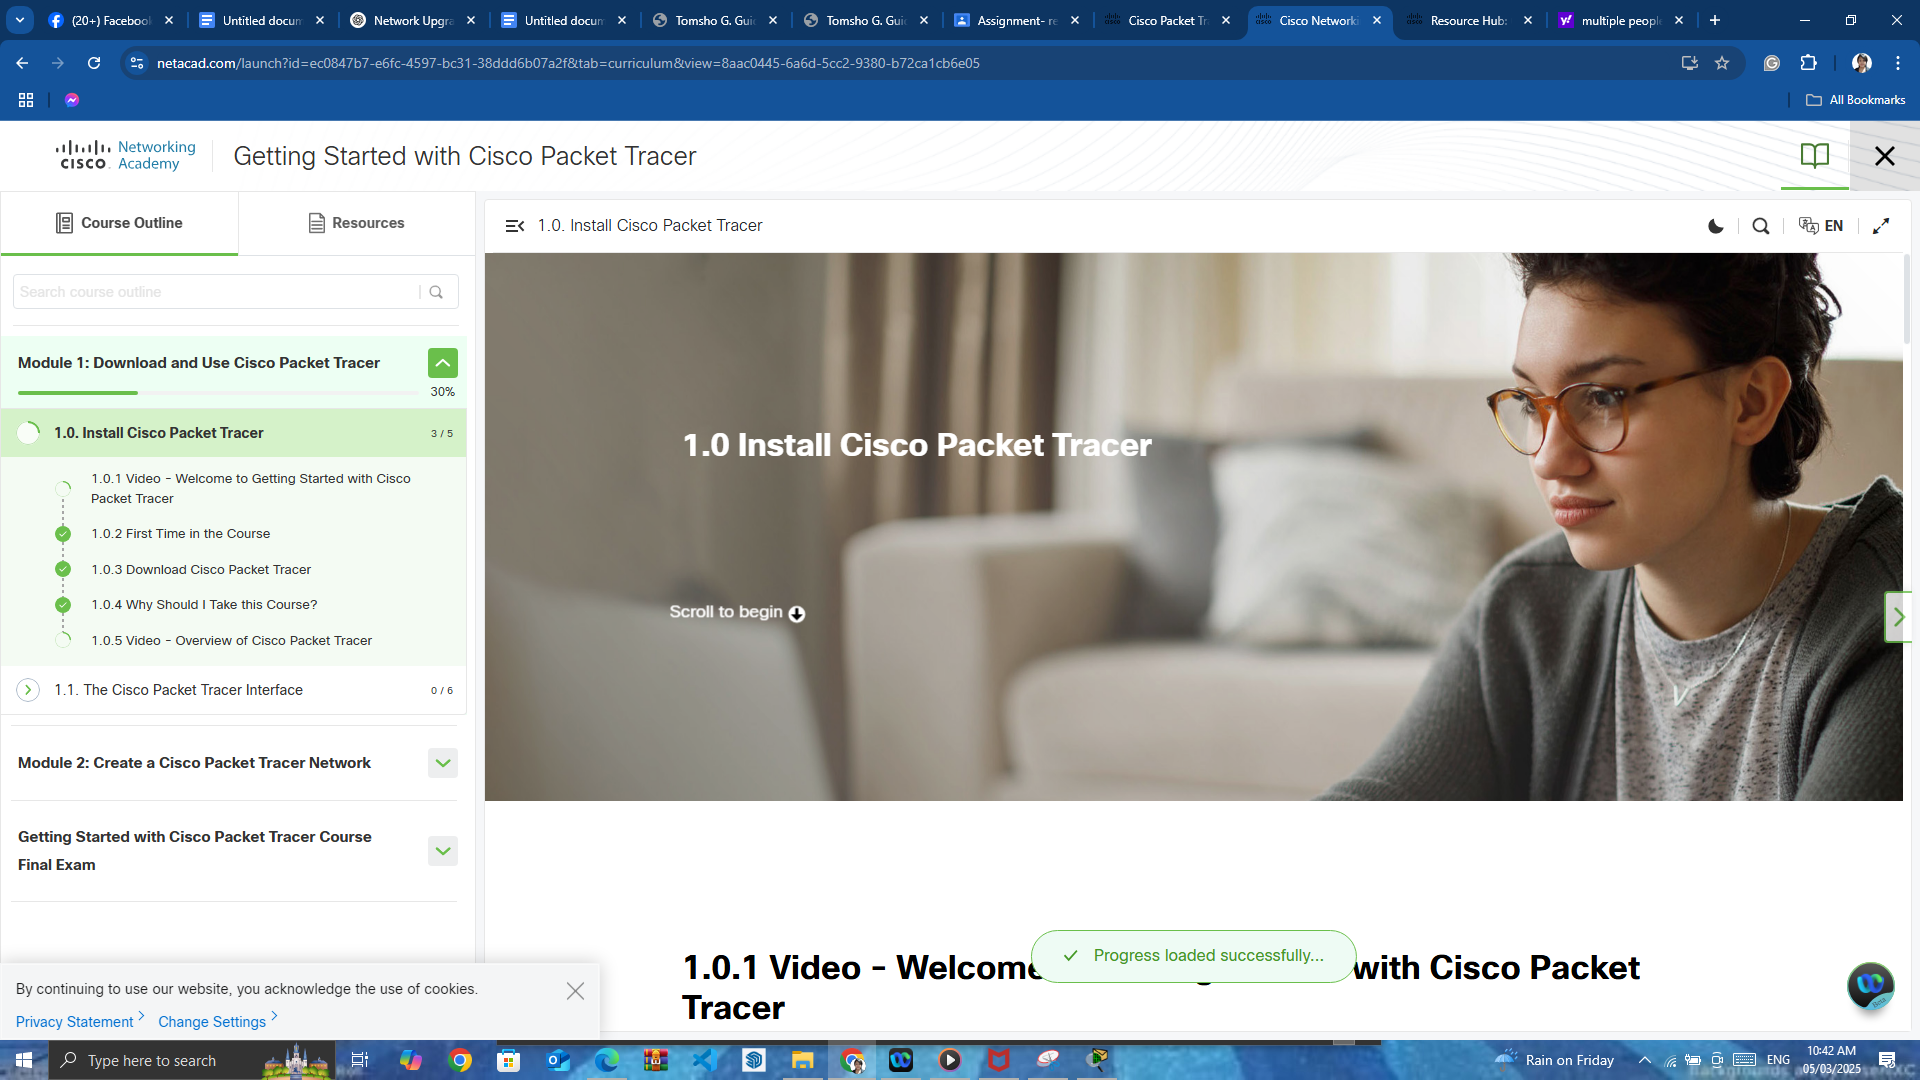 (20+) Facebook
Untitled docum
Network Upgra
Untitled docum
Tomsho G. Guid
Tomsho G. Guid
Assignment- re
Cisco Packet Tr
Cisco Networki
Resource Hub:
multiple people
netacad.com/launch?id=ec0847b7-e6fc-4597-bc31-38ddd6b07a2f&tab=curriculum&view=8aac0445-6a6d-5cc2-9380-b72ca1cb6e05
All Bookmarks
CISCO Networking Academy
Getting Started with Cisco Packet Tracer
Course Outline
Resources
1.0. Install Cisco Packet Tracer
EN
Search course outline
Module 1: Download and Use Cisco Packet Tracer
30%
1.0. Install Cisco Packet Tracer
3 / 5
1.0.1 Video - Welcome to Getting Started with Cisco
Packet Tracer
1.0.2 First Time in the Course
1.0.3 Download Cisco Packet Tracer
1.0.4 Why Should I Take this Course?
1.0.5 Video - Overview of Cisco Packet Tracer
1.1. The Cisco Packet Tracer Interface
0 / 6
Module 2: Create a Cisco Packet Tracer Network
Getting Started with Cisco Packet Tracer Course
Final Exam
1.0 Install Cisco Packet Tracer
Scroll to begin
1.0.1 Video - Welcome
with Cisco Packet
Tracer
Progress loaded successfully...
By continuing to use our website, you acknowledge the use of cookies.
Privacy Statement
Change Settings
Beta
Type here to search
Rain on Friday
ENG
10:42 AM
05/03/2025